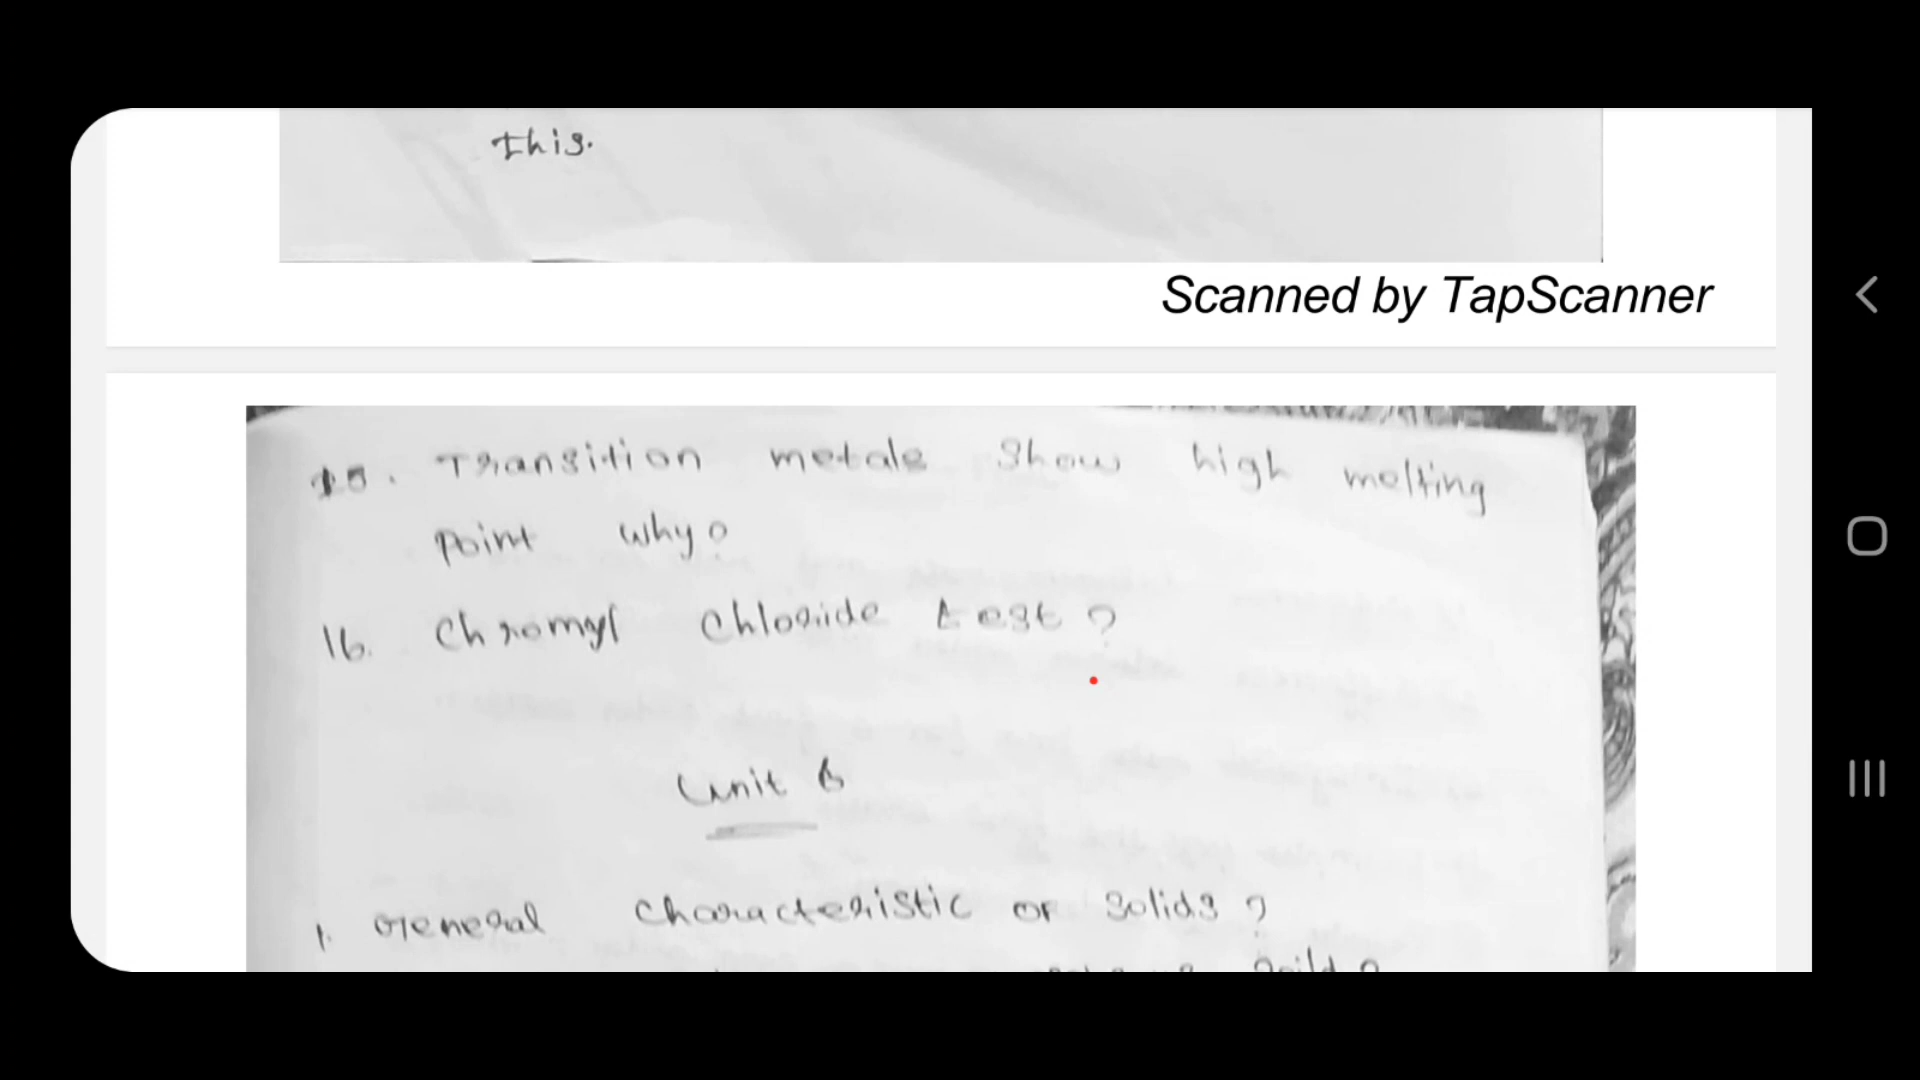 this.
Scanned by TapScanner
15. Transition metals show high melting
point why?
16. Chromyl chloride test?
Unit 6
1. General characteristic of solids?